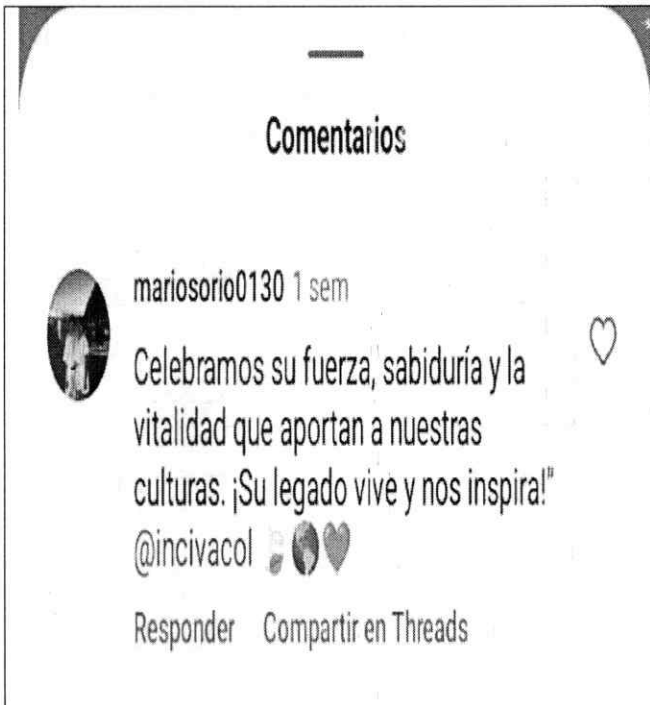 Comentarios
mariosorio0130 1 sem
Celebramos su fuerza, sabiduría y la
vitalidad que aportan a nuestras
culturas. ¡Su legado vive y nos inspira!"
@incivacol
Responder Compartir en Threads